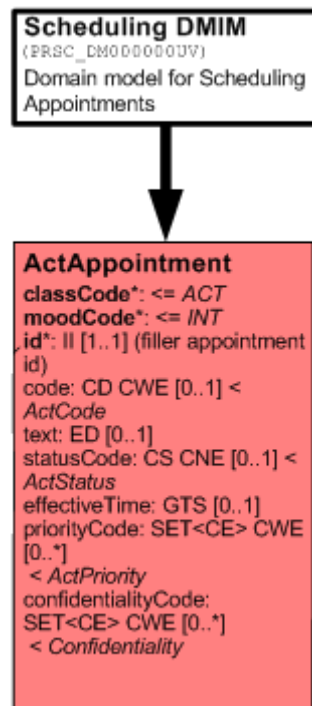 Scheduling DMIM
(PRSC_DM000000UV)
Domain model for Scheduling
Appointments
ActAppointment
classCode*: <= ACT
moodCode*: <= INT
id*: II [1..1] (filler appointment
id)
code: CD CWE [0..1] <
ActCode
text: ED [0..1]
statusCode: CS CNE [0..1] <
ActStatus
effectiveTime: GTS [0..1]
priorityCode: SET<CE> CWE
[0..*]
< ActPriority
confidentialityCode:
SET<CE> CWE [0..*]
< Confidentiality